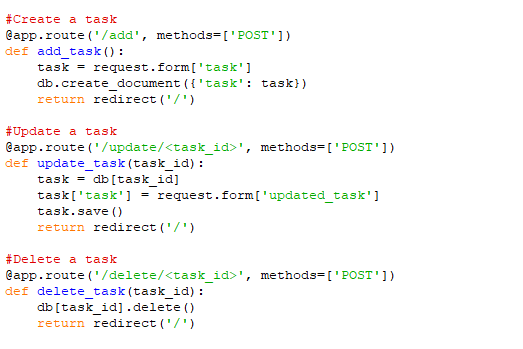 #Create a task
@app.route('/add', methods=['POST'])
def add_task():
    task = request.form['task']
    db.create_document({'task': task})
    return redirect('/')

#Update a task
@app.route('/update/<task_id>', methods=['POST'])
def update_task(task_id):
    task = db[task_id]
    task['task'] = request.form['updated_task']
    task.save()
    return redirect('/')

#Delete a task
@app.route('/delete/<task_id>', methods=['POST'])
def delete_task(task_id):
    db[task_id].delete()
    return redirect('/')